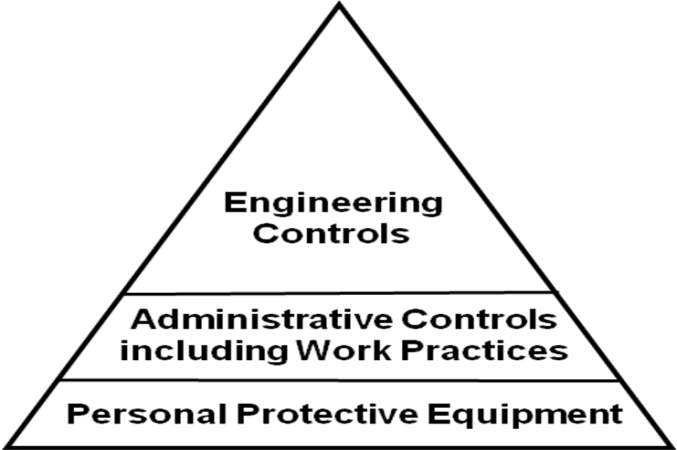 Engineering
Controls
Administrative Controls
including Work Practices
Personal Protective Equipment